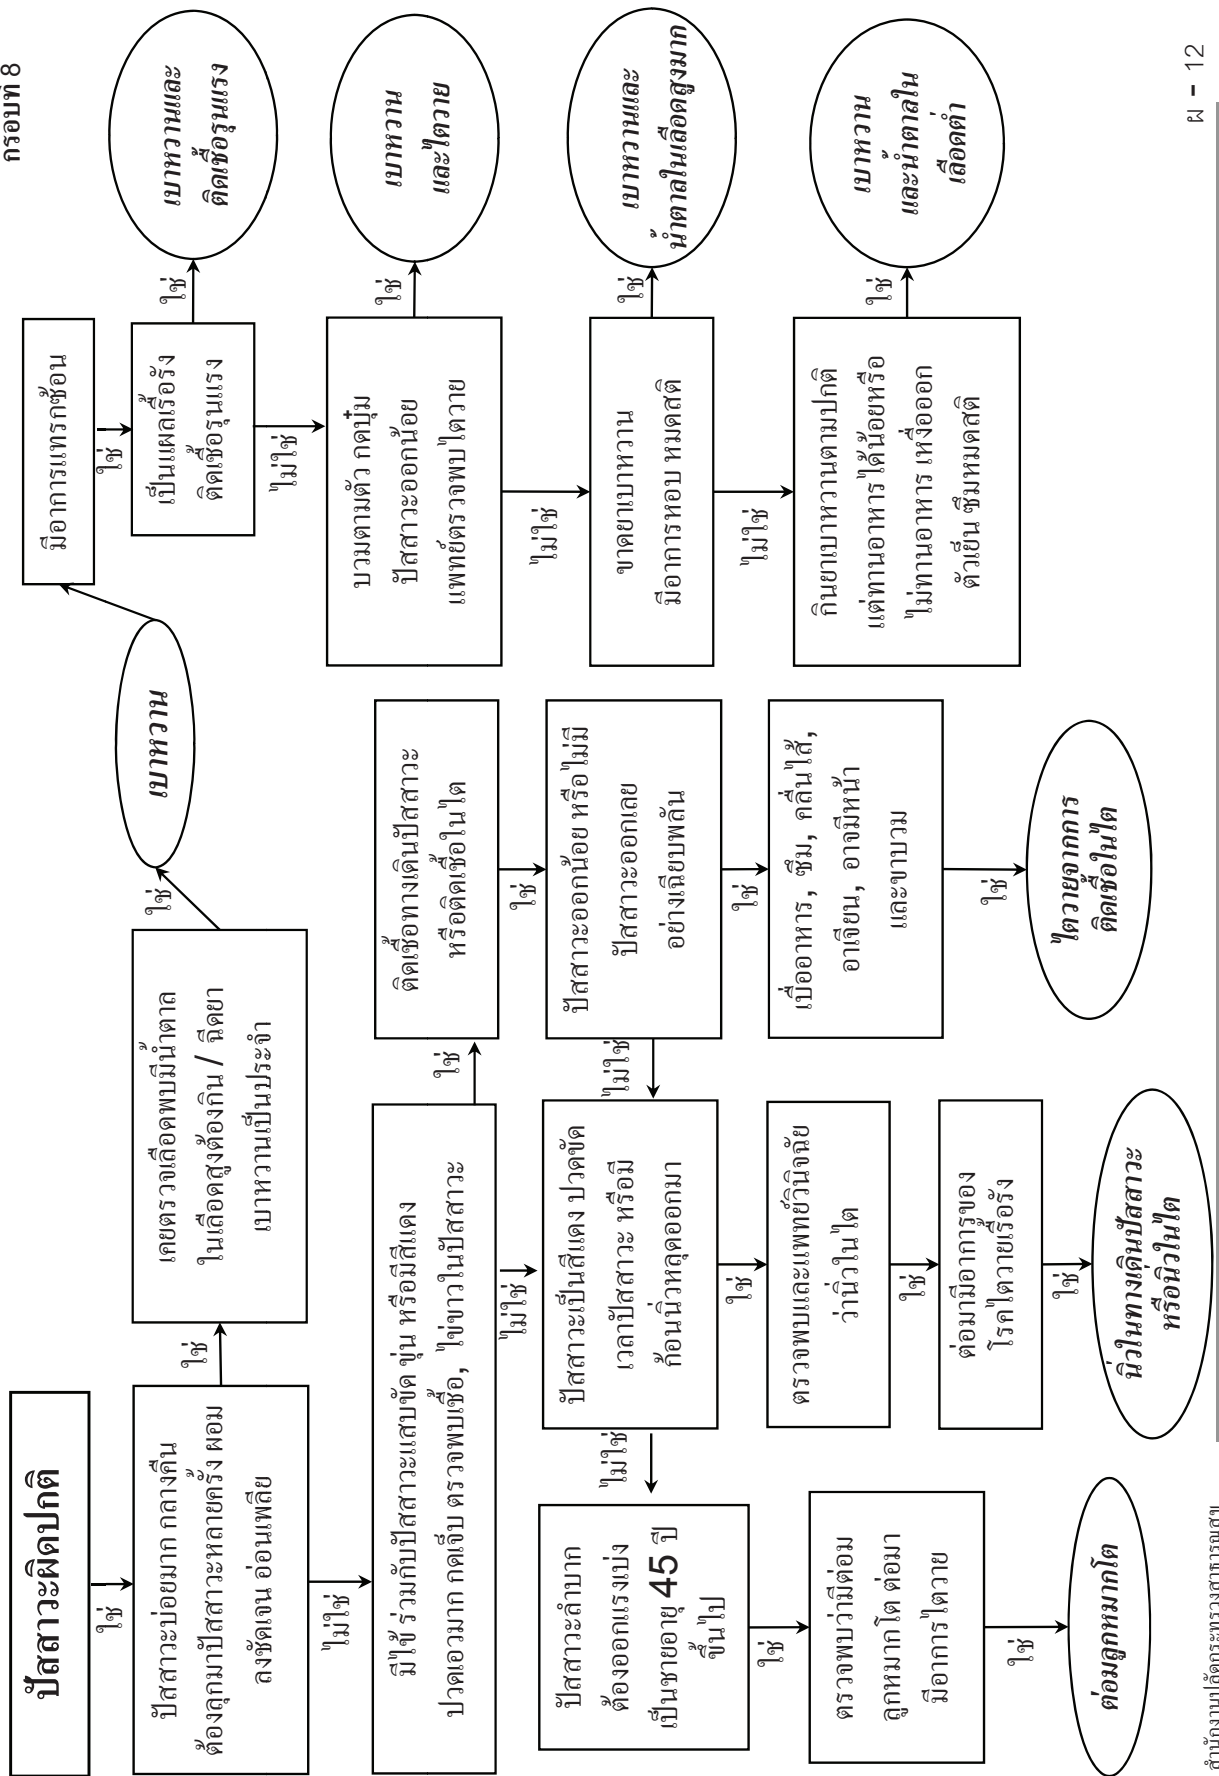 กรอบที่ 8
ปัสสาวะผิดปกติ
ใช่
ปัสสาวะบ่อยมาก กลางคืน
ต้องลุกมาปัสสาวะหลายครั้ง ผอม
ลงชัดเจน อ่อนเพลีย
ใช่
เคยตรวจเลือดพบมีน้ำตาล
ในเลือดสูงต้องกิน / ฉีดยา
เบาหวานเป็นประจำ
ใช่
เบาหวาน
มีอาการแทรกซ้อน
ใช่
เป็นแผลเรื้อรัง
ติดเชื้อรุนแรง
ใช่
เบาหวานและ
ติดเชื้อรุนแรง
ไม่ใช่
บวมตามตัว กดบุ๋ม
ปัสสาวะออกน้อย
แพทย์ตรวจพบไตวาย
ใช่
เบาหวาน
และไตวาย
ไม่ใช่
ขาดยาเบาหวาน
มีอาการหอบ หมดสติ
ใช่
เบาหวานและ
น้ำตาลในเลือดสูงมาก
ไม่ใช่
กินยาเบาหวานตามปกติ
แต่ทานอาหารได้น้อยหรือ
ไม่ทานอาหาร เหงื่อออก
ตัวเย็น ซึมหมดสติ
ใช่
เบาหวาน
และน้ำตาลใน
เลือดต่ำ
ไม่ใช่
มีไข้ ร่วมกับปัสสาวะแสบขัด ขุ่น หรือมีสีแดง
ปวดเอวมาก กดเจ็บ ตรวจพบเชื้อ, ไข่ขาวในปัสสาวะ
ใช่
ติดเชื้อทางเดินปัสสาวะ
หรือติดเชื้อในไต
ใช่
ปัสสาวะออกน้อย หรือไม่มี
ปัสสาวะออกเลย
อย่างเฉียบพลัน
ใช่
เบื่ออาหาร, ซึม, คลื่นไส้,
อาเจียน, อาจมีหน้า
และขาบวม
ใช่
ไตวายจากการ
ติดเชื้อในไต
ไม่ใช่
ไม่ใช่
ปัสสาวะเป็นสีแดง ปวดขัด
เวลาปัสสาวะ หรือมี
ก้อนนิ่วหลุดออกมา
ใช่
ตรวจพบและแพทย์วินิจฉัย
ว่านิ่วในไต
ใช่
ต่อมามีอาการของ
โรคไตวายเรื้อรัง
ใช่
นิ่วในทางเดินปัสสาวะ
หรือนิ่วในไต
ไม่ใช่
ปัสสาวะลำบาก
ต้องออกแรงเบ่ง
เป็นชายอายุ 45 ปี
ขึ้นไป
ใช่
ตรวจพบว่ามีต่อม
ลูกหมากโต ต่อมา
มีอาการไตวาย
ใช่
ต่อมลูกหมากโต
สำนักงานปลัดกระทรวงสาธารณสุข
ผ - 12